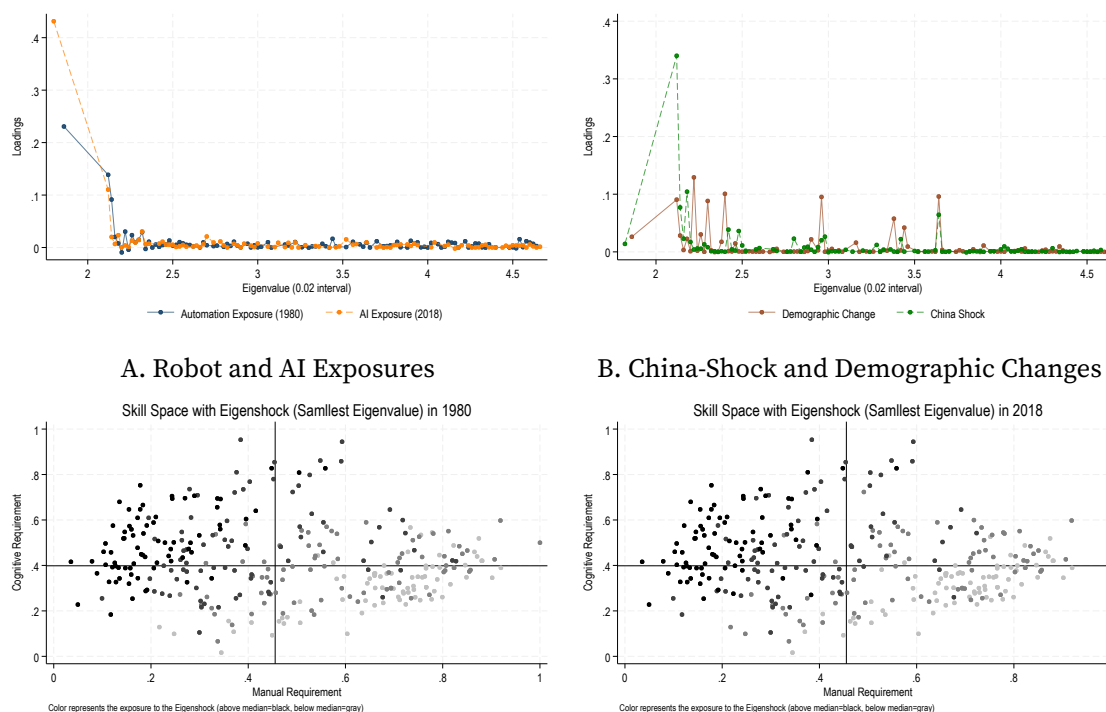 .4
.3
.2
.1
0
Loadings
2
2.5
3
3.5
4
4.5
Eigenvalue (0.02 interval)
Automation Exposure (1980)
AI Exposure (2018)
A. Robot and AI Exposures
.4
.3
.2
.1
0
Loadings
2
2.5
3
3.5
4
4.5
Eigenvalue (0.02 interval)
Demographic Change
China Shock
B. China-Shock and Demographic Changes
Skill Space with Eigenshock (Samllest Eigenvalue) in 1980
1
.8
.6
.4
.2
0
Cognitive Requirement
0
.2
.4
.6
.8
1
Manual Requirement
Color represents the exposure to the Eigenshock (above median=black, below median=gray)
Skill Space with Eigenshock (Samllest Eigenvalue) in 2018
1
.8
.6
.4
.2
0
Cognitive Requirement
0
.2
.4
.6
.8
Manual Requirement
Color represents the exposure to the Eigenshock (above median=black, below median=gray)